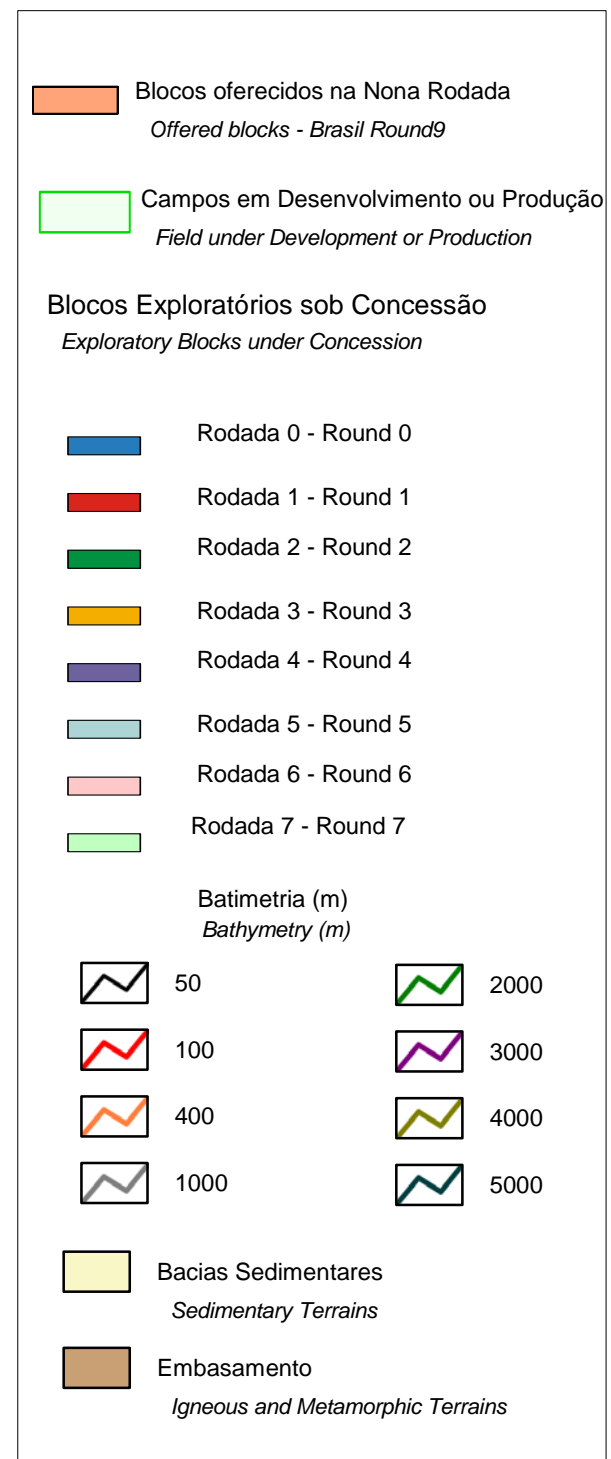 Blocos oferecidos na Nona Rodada
Offered blocks - Brasil Round9
Campos em Desenvolvimento ou Produção
Field under Development or Production
Blocos Exploratórios sob Concessão
Exploratory Blocks under Concession
Rodada 0 - Round 0
Rodada 1 - Round 1
Rodada 2 - Round 2
Rodada 3 - Round 3
Rodada 4 - Round 4
Rodada 5 - Round 5
Rodada 6 - Round 6
Rodada 7 - Round 7
Batimetria (m)
Bathymetry (m)
50
100
400
1000
2000
3000
4000
5000
Bacias Sedimentares
Sedimentary Terrains
Embasamento
Igneous and Metamorphic Terrains